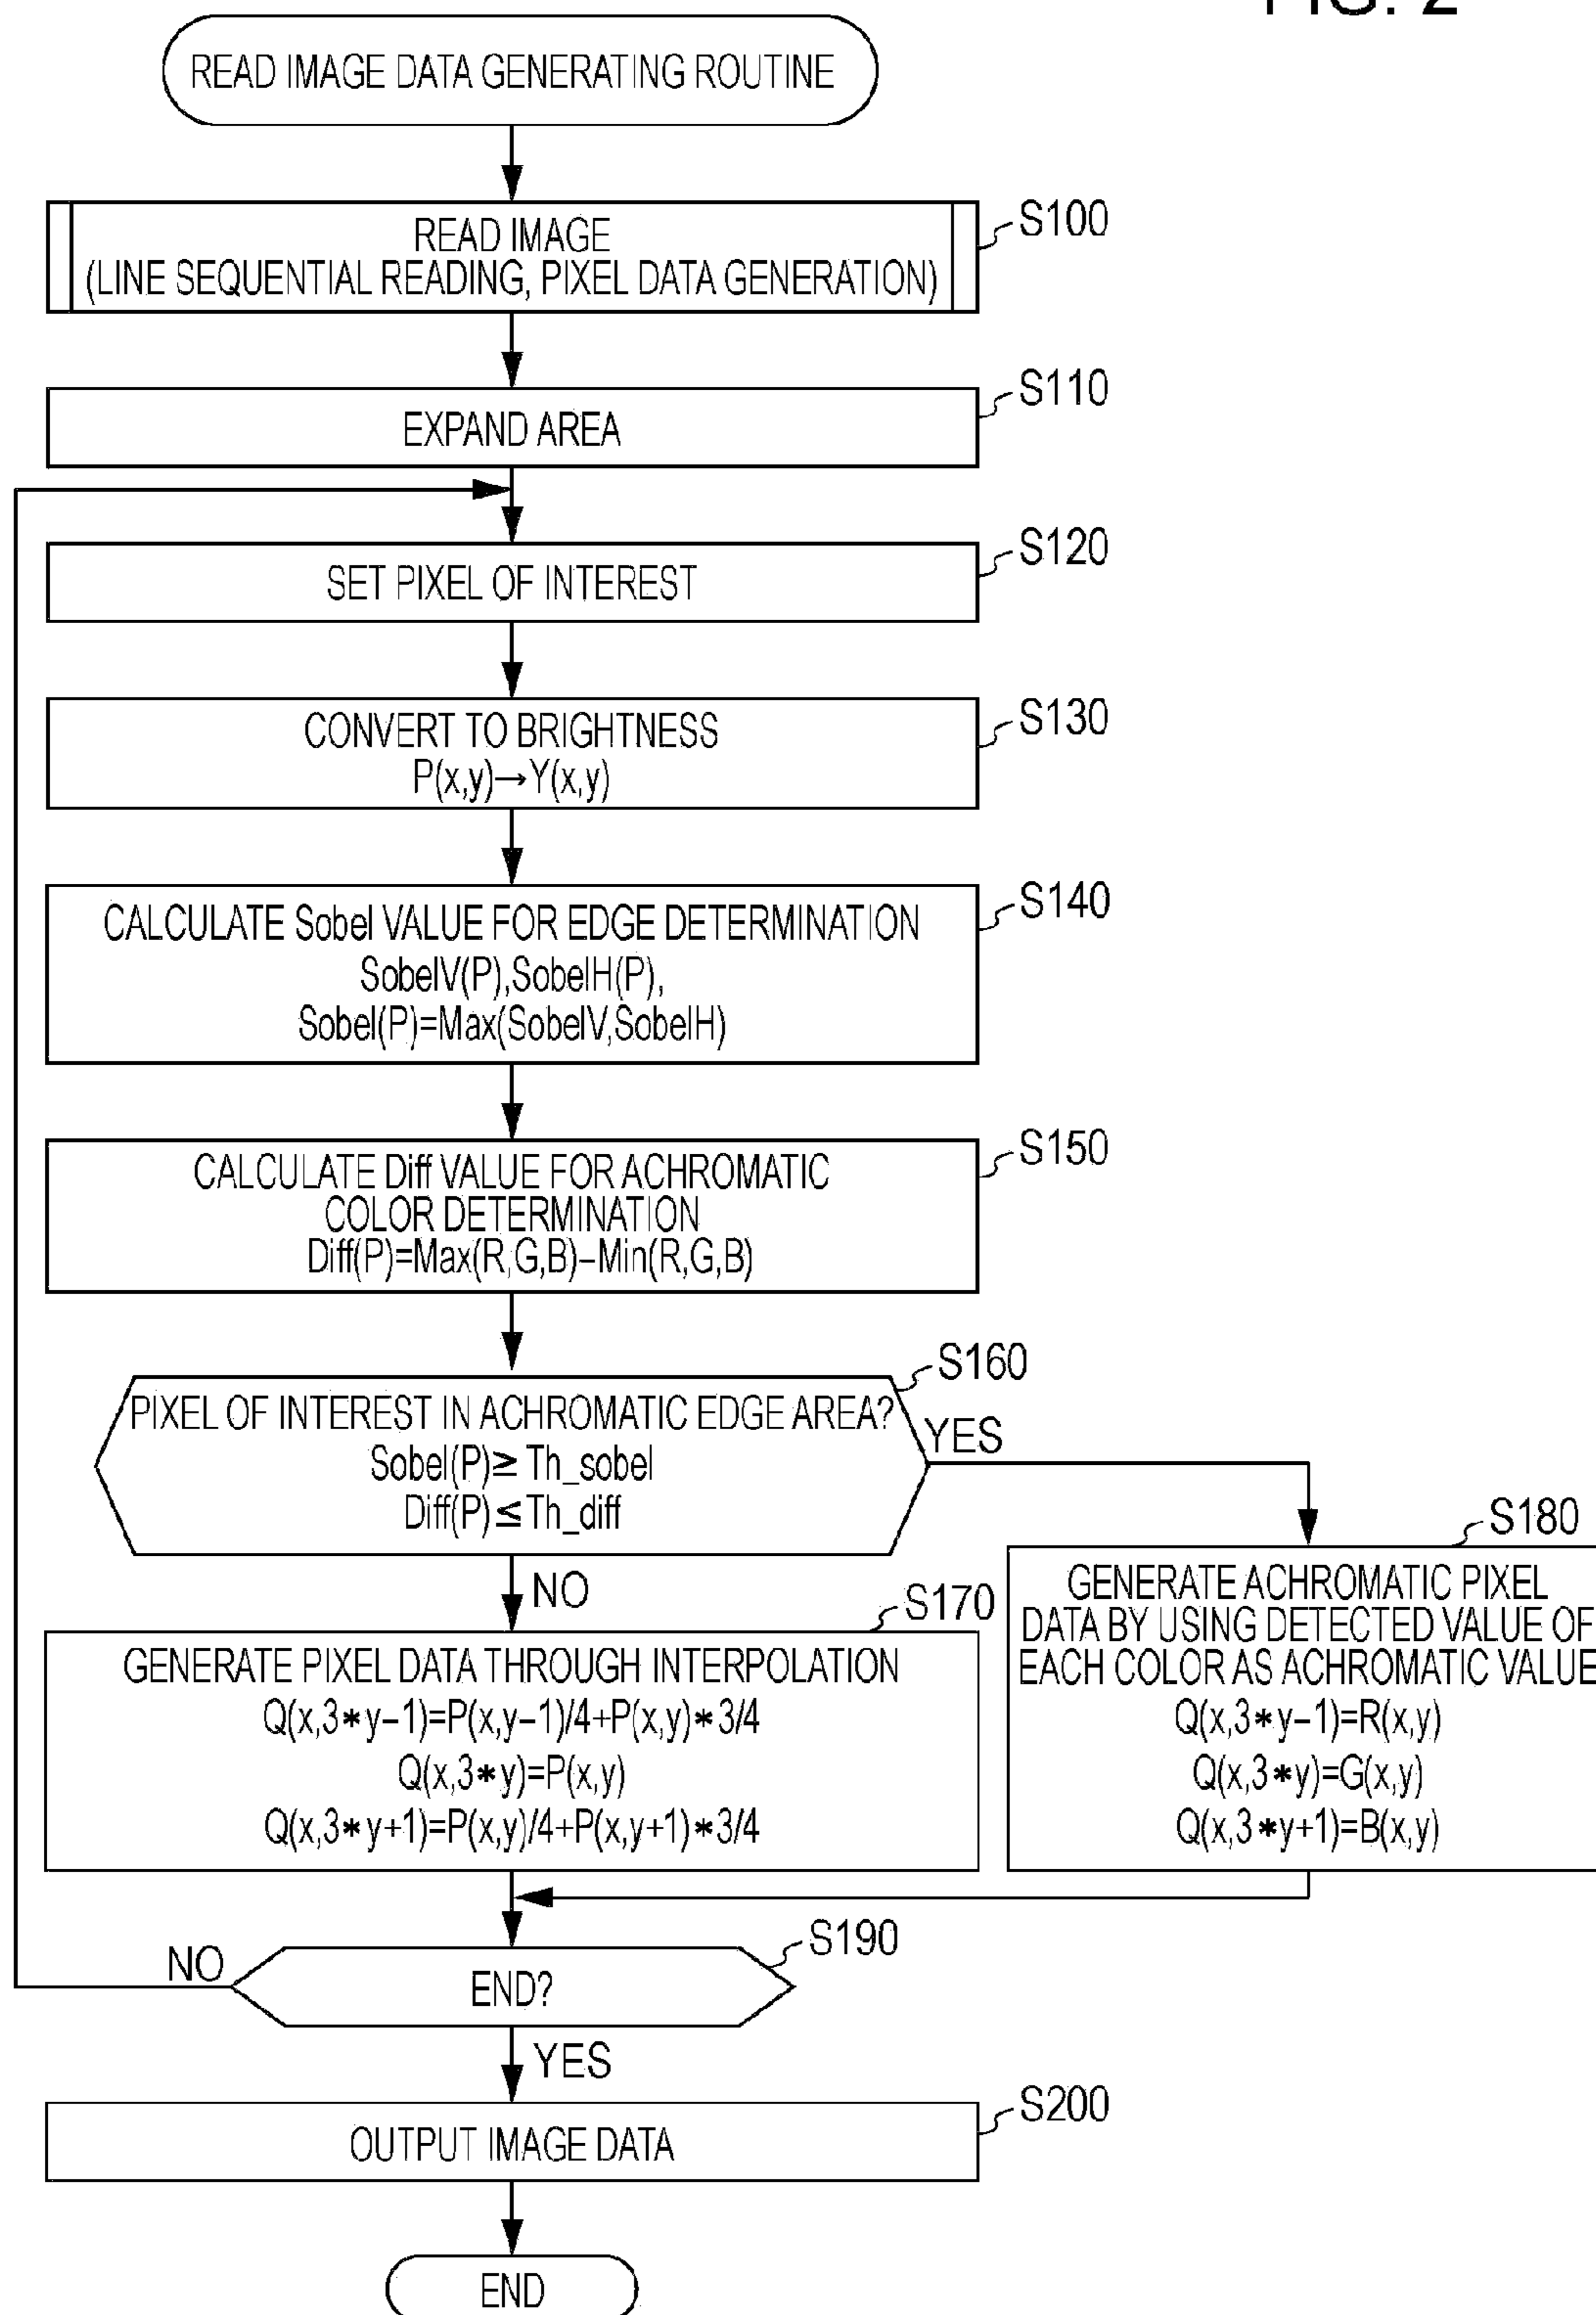 FIG. 2
READ IMAGE DATA GENERATING ROUTINE
READ IMAGE
(LINE SEQUENTIAL READING, PIXEL DATA GENERATION)
S100
EXPAND AREA
S110
SET PIXEL OF INTEREST
S120
CONVERT TO BRIGHTNESS
P(x,y)→Y(x,y)
S130
CALCULATE Sobel VALUE FOR EDGE DETERMINATION
SobelV(P),SobelH(P),
Sobel(P)=Max(SobelV,SobelH)
S140
CALCULATE Diff VALUE FOR ACHROMATIC
COLOR DETERMINATION
Diff(P)=Max(R,G,B)−Min(R,G,B)
S150
PIXEL OF INTEREST IN ACHROMATIC EDGE AREA?
Sobel(P)≥Th_sobel
Diff(P)≤Th_diff
S160
YES
NO
GENERATE PIXEL DATA THROUGH INTERPOLATION
Q(x,3*y−1)=P(x,y−1)/4+P(x,y)*3/4
Q(x,3*y)=P(x,y)
Q(x,3*y+1)=P(x,y)/4+P(x,y+1)*3/4
S170
GENERATE ACHROMATIC PIXEL
DATA BY USING DETECTED VALUE OF
EACH COLOR AS ACHROMATIC VALUE
Q(x,3*y−1)=R(x,y)
Q(x,3*y)=G(x,y)
Q(x,3*y+1)=B(x,y)
S180
END?
S190
NO
YES
OUTPUT IMAGE DATA
S200
END